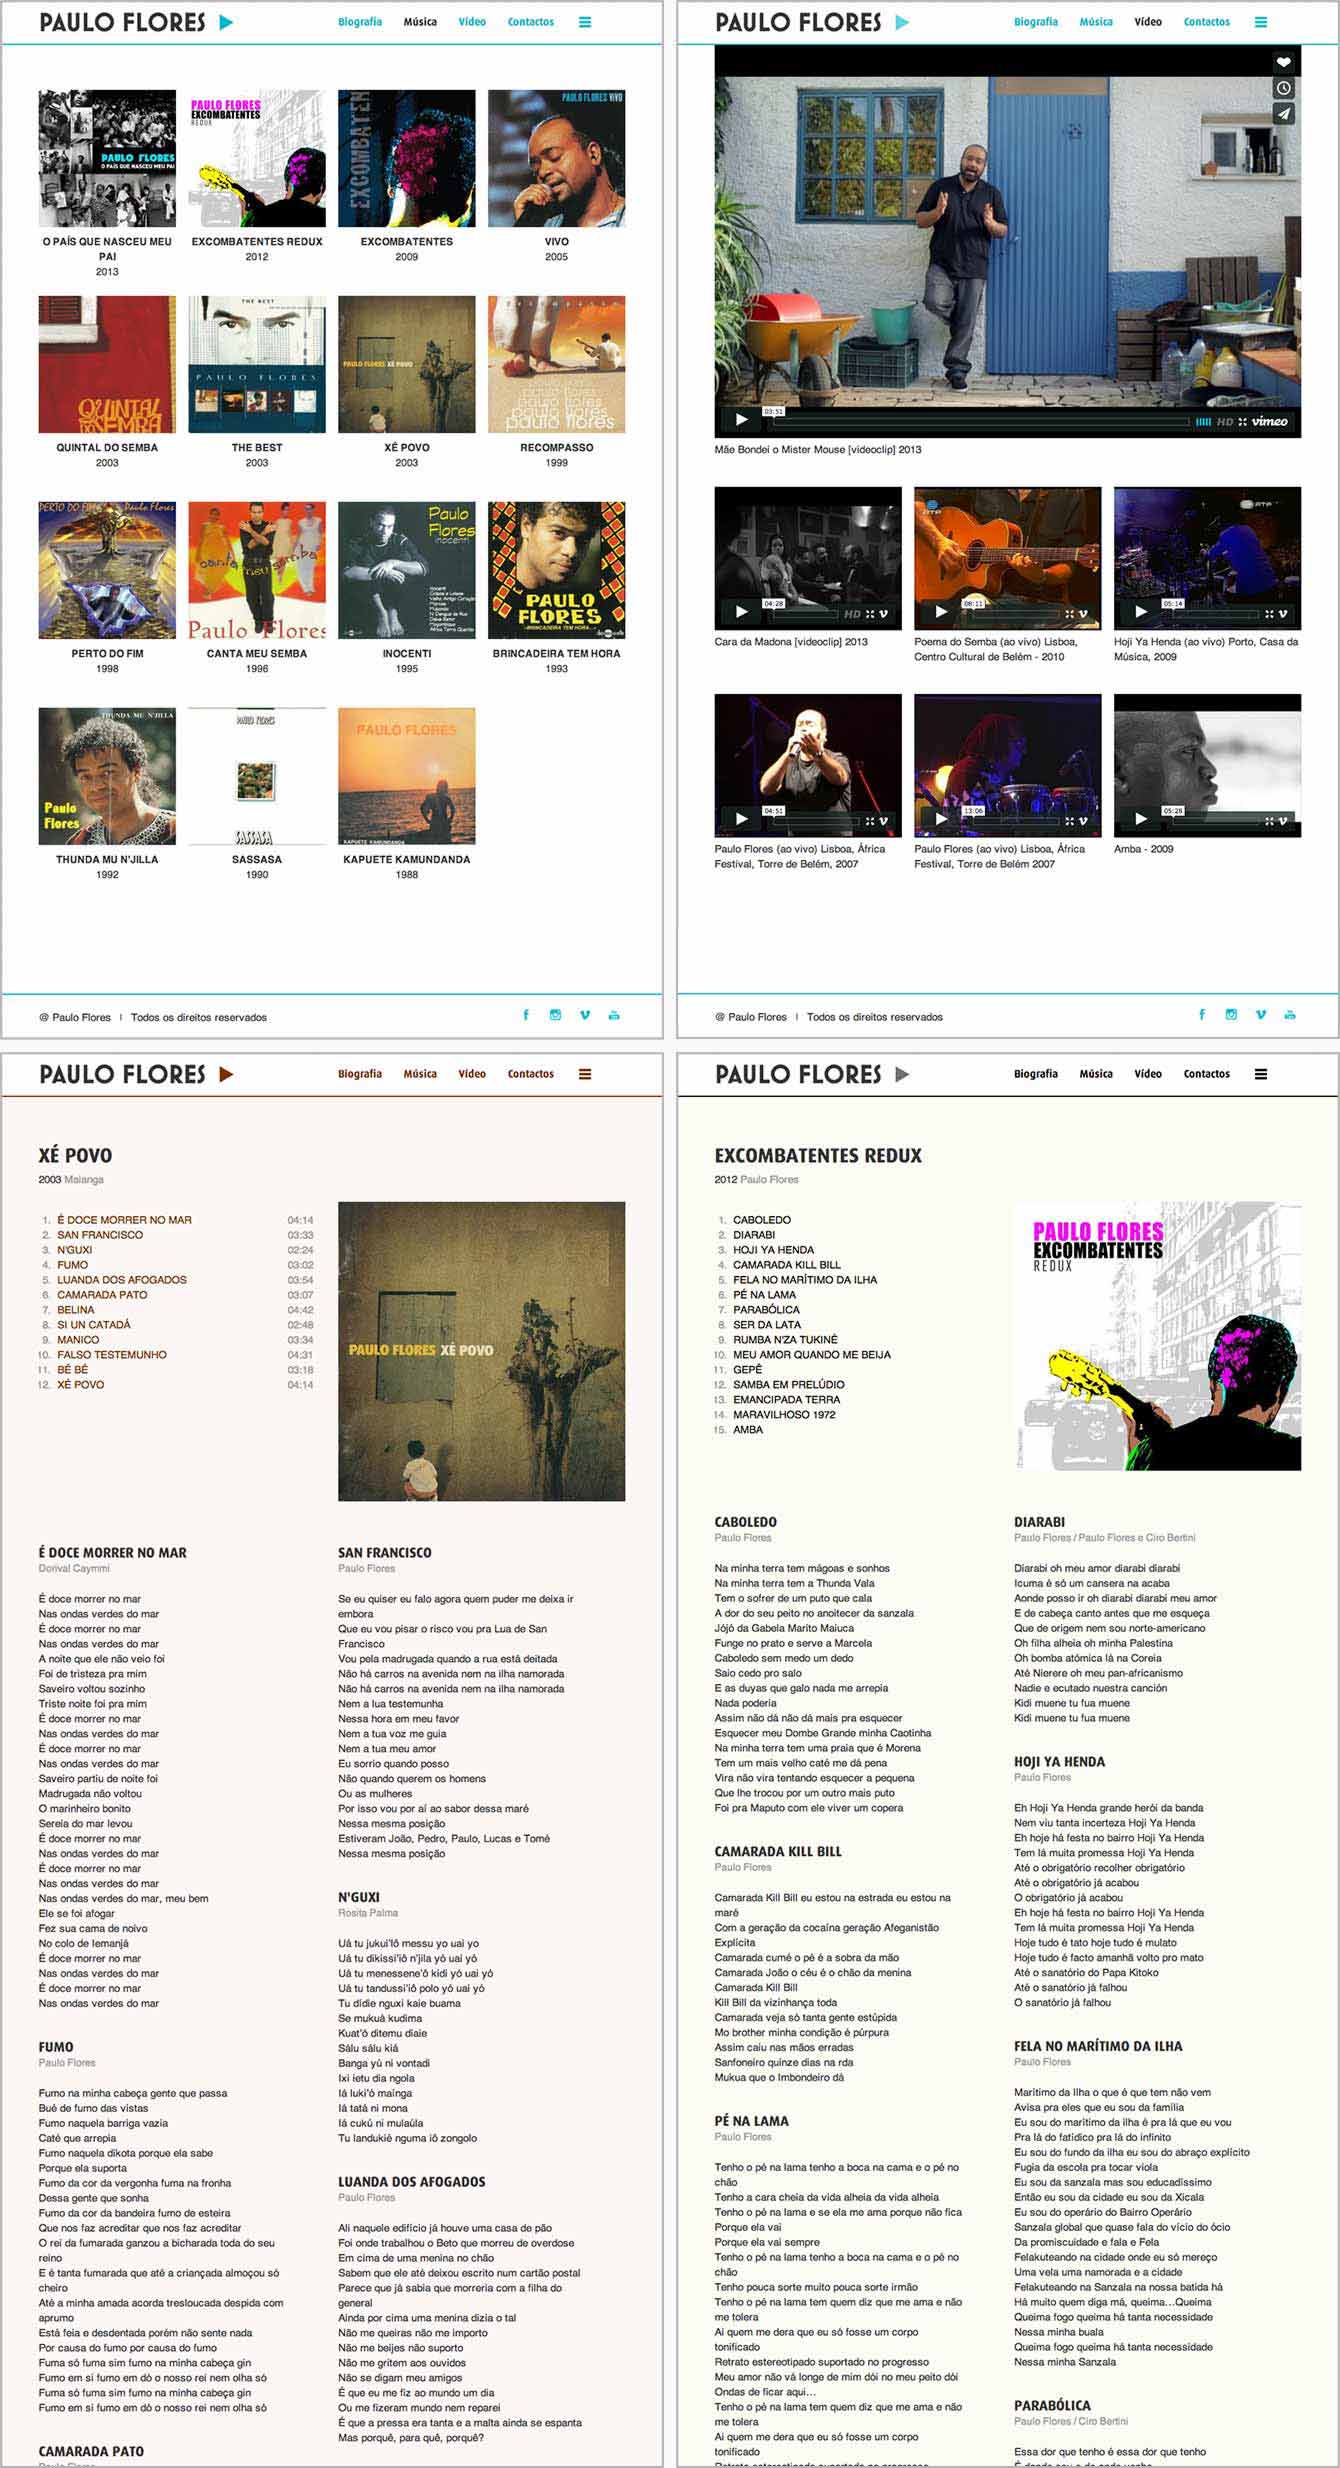 PAULO FLORES
Biografia Música Vídeo Contactos
PAULO FLORES
O PAÍS QUE NASCEU MEU PAI
PAULO FLORES
EXCOMBATENTES
REDUX
EXCOMBATEN
PAULO FLORES VIVO
O PAÍS QUE NASCEU MEU
PAI
2013
EXCOMBATENTES REDUX
2012
EXCOMBATENTES
2009
VIVO
2005
QUINTAL
DO SEMBA
THE BEST
PAULO FLORES
PAULO FLORES XÉ POVO
recompasso
paulo flores
QUINTAL DO SEMBA
2003
THE BEST
2003
XÉ POVO
2003
RECOMPASSO
1999
PERTO DO FIM Paulo Flores
canta meu semba
Paulo Flores
Paulo
Flores
inocenti
PAULO
FLORES
BRINCADEIRA TEM HORA
PERTO DO FIM
1998
CANTA MEU SEMBA
1996
INOCENTI
1995
BRINCADEIRA TEM HORA
1993
THUNDA MU N'JILLA
Paulo
Flores
PAULO FLORES
SASSASA
PAULO FLORES
KAPUETE KAMUNDANDA
THUNDA MU N'JILLA
1992
SASSASA
1990
KAPUETE KAMUNDANDA
1988
@ Paulo Flores | Todos os direitos reservados
PAULO FLORES
Biografia Música Vídeo Contactos
03:51
HD vimeo
Mãe Bondei o Mister Mouse [videoclip] 2013
04:28
HD
RTP
08:11
RTP
05:14
Cara da Madona [videoclip] 2013
Poema do Semba (ao vivo) Lisboa,
Centro Cultural de Belém - 2010
Hoji Ya Henda (ao vivo) Porto, Casa da
Música, 2009
04:51
13:06
05:28
Paulo Flores (ao vivo) Lisboa, África
Festival, Torre de Belém, 2007
Paulo Flores (ao vivo) Lisboa, África
Festival, Torre de Belém 2007
Amba - 2009
@ Paulo Flores | Todos os direitos reservados
PAULO FLORES
Biografia Música Vídeo Contactos
XÉ POVO
2003 Maianga
1. É DOCE MORRER NO MAR 04:14
2. SAN FRANCISCO 03:33
3. N'GUXI 02:24
4. FUMO 03:02
5. LUANDA DOS AFOGADOS 03:54
6. CAMARADA PATO 03:07
7. BELINA 04:42
8. SI UN CATADÁ 02:48
9. MANICO 03:34
10. FALSO TESTEMUNHO 04:31
11. BÉ BÉ 03:18
12. XÉ POVO 04:14
PAULO FLORES XÉ POVO
É DOCE MORRER NO MAR
Dorival Caymmi
É doce morrer no mar
Nas ondas verdes do mar
É doce morrer no mar
Nas ondas verdes do mar
A noite que ele não veio foi
Foi de tristeza pra mim
Saveiro voltou sozinho
Triste noite foi pra mim
É doce morrer no mar
Nas ondas verdes do mar
É doce morrer no mar
Nas ondas verdes do mar
Saveiro partiu de noite foi
Madrugada não voltou
O marinheiro bonito
Sereia do mar levou
É doce morrer no mar
Nas ondas verdes do mar
É doce morrer no mar
Nas ondas verdes do mar
Nas ondas verdes do mar, meu bem
Ele se foi afogar
Fez sua cama de noivo
No colo de Iemanjá
É doce morrer no mar
Nas ondas verdes do mar
É doce morrer no mar
Nas ondas verdes do mar
FUMO
Paulo Flores
Fumo na minha cabeça gente que passa
Bué de fumo das vistas
Fumo naquela barriga vazia
Caté que arrepia
Fumo naquela dikota porque ela sabe
Porque ela suporta
Fumo da cor da vergonha fuma na fronha
Dessa gente que sonha
Fumo da cor da bandeira fumo de esteira
Que nos faz acreditar que nos faz acreditar
O rei da fumarada ganzou a bicharada toda do seu
reino
E é tanta fumarada que até a criançada almoçou só
cheiro
Até a minha amada acorda tresloucada despida com
aprumo
Está feia e desdentada porém não sente nada
Por causa do fumo por causa do fumo
Fuma só fuma sim fumo na minha cabeça gin
Fumo em si fumo em dó o nosso rei nem olha só
Fuma só fuma sim fumo na minha cabeça gin
Fumo em si fumo em dó o nosso rei nem olha só
CAMARADA PATO
Paulo Flores
SAN FRANCISCO
Paulo Flores
Se eu quiser eu falo agora quem puder me deixa ir
embora
Que eu vou pisar o risco vou pra Lua de San
Francisco
Vou pela madrugada quando a rua está deitada
Não há carros na avenida nem na ilha namorada
Não há carros na avenida nem na ilha namorada
Nem a lua testemunha
Nessa hora em meu favor
Nem a tua voz me guia
Nem a tua meu amor
Eu sorrio quando posso
Não quando querem os homens
Ou as mulheres
Por isso vou por aí ao sabor dessa maré
Nessa mesma posição
Estiveram João, Pedro, Paulo, Lucas e Tomé
Nessa mesma posição
N'GUXI
Rosita Palma
Uá tu jukui'lô messu yo uai yo
Uá tu dikissi'iô n'jila yó uai yó
Uá tu menessene'ô kidi yó uai yó
Uá tu tandussi'iô polo yó uai yó
Tu didie nguxi kaie buama
Se mukuà kudima
Kuat'ó ditemu diaie
Sálu sálu kiá
Banga yú ni vontadi
Ixi ietu dia ngola
Iá luki'ó mainga
Iá tatá ni mona
Iá cukú ni mulaúla
Tu landukié nguma ió zongolo
LUANDA DOS AFOGADOS
Paulo Flores
Ali naquele edifício já houve uma casa de pão
Foi onde trabalhou o Beto que morreu de overdose
Em cima de uma menina no chão
Sabem que ele até deixou escrito num cartão postal
Parece que já sabia que morreria com a filha do
general
Ainda por cima uma menina dizia o tal
Não me queiras não me importo
Não me beijes não suporto
Não me gritem aos ouvidos
Não se digam meu amigos
É que eu me fiz ao mundo um dia
Ou me fizeram mundo nem reparei
É que a pressa era tanta e a malta ainda se espanta
Mas porquê, para quê, porquê?
PAULO FLORES
Biografia Música Vídeo Contactos
EXCOMBATENTES REDUX
2012 Paulo Flores
1. CABOLEDO
2. DIARABI
3. HOJI YA HENDA
4. CAMARADA KILL BILL
5. FELA NO MARÍTIMO DA ILHA
6. PÉ NA LAMA
7. PARABÓLICA
8. SER DA LATA
9. RUMBA N'ZA TUKINÉ
10. MEU AMOR QUANDO ME BEIJA
11. GEPÊ
12. SAMBA EM PRELÚDIO
13. EMANCIPADA TERRA
14. MARAVILHOSO 1972
15. AMBA
PAULO FLORES
EXCOMBATENTES
REDUX
CABOLEDO
Paulo Flores
Na minha terra tem mágoas e sonhos
Na minha terra tem a Thunda Vala
Tem o sofrer de um puto que cala
A dor do seu peito no anoitecer da sanzala
Jójó da Gabela Marito Maiuca
Funge no prato e serve a Marcela
Caboledo sem medo um dedo
Saio cedo pro salo
E as duyas que galo nada me arrepia
Nada poderia
Assim não dá não dá mais pra esquecer
Esquecer meu Dombe Grande minha Caotinha
Na minha terra tem uma praia que é Morena
Tem um mais velho caté me dá pena
Vira não vira tentando esquecer a pequena
Que lhe trocou por um outro mais puto
Foi pra Maputo com ele viver um copera
CAMARADA KILL BILL
Paulo Flores
Camarada Kill Bill eu estou na estrada eu estou na
maré
Com a geração da cocaína geração Afeganistão
Explícita
Camarada cumé o pé é a sobra da mão
Camarada João o céu é o chão da menina
Camarada Kill Bill
Kill Bill da vizinhança toda
Camarada veja só tanta gente estúpida
Mo brother minha condição é púrpura
Assim caiu nas mãos erradas
Sanfoneiro quinze dias na rda
Mukua que o Imbondeiro dá
PÉ NA LAMA
Paulo Flores
Tenho o pé na lama tenho a boca na cama e o pé no
chão
Tenho a cara cheia da vida alheia da vida alheia
Tenho o pé na lama e se ela me ama porque não fica
Porque ela vai
Porque ela vai sempre
Tenho o pé na lama tenho a boca na cama e o pé no
chão
Tenho pouca sorte muito pouca sorte irmão
Tenho o pé na lama tem quem diz que me ama e não
me tolera
Ai quem me dera que eu só fosse um corpo
tonificado
Retrato estereotipado suportado no progresso
Meu amor não vá longe de mim dói no meu peito dói
Ondas de ficar aqui...
Tenho o pé na lama tem quem diz que me ama e não
me tolera
Ai quem me dera que eu só fosse um corpo
tonificado
Retrato estereotipado suportado no progresso
DIARABI
Paulo Flores / Paulo Flores e Ciro Bertini
Diarabi oh meu amor diarabi diarabi
Icuma é só um cansera na acaba
Aonde posso ir oh diarabi diarabi meu amor
E de cabeça canto antes que me esqueça
Que de origem nem sou norte-americano
Oh filha alheia oh minha Palestina
Oh bomba atómica lá na Coreia
Até Nierere oh meu pan-africanismo
Nadie e ecutado nuestra canción
Kidi muene tu fua muene
Kidi muene tu fua muene
HOJI YA HENDA
Paulo Flores
Eh Hoji Ya Henda grande herói da banda
Nem viu tanta incerteza Hoji Ya Henda
Eh hoje há festa no bairro Hoji Ya Henda
Tem lá muita promessa Hoji Ya Henda
Até o obrigatório recolher obrigatório
Até o obrigatório já acabou
O obrigatório já acabou
Eh hoje há festa no bairro Hoji Ya Henda
Tem lá muita promessa Hoji Ya Henda
Hoje tudo é tato hoje tudo é mulato
Hoje tudo é facto amanhã volto pro mato
Até o sanatório do Papa Kitoko
Até o sanatório já falhou
O sanatório já falhou
FELA NO MARÍTIMO DA ILHA
Paulo Flores
Marítimo da Ilha o que é que tem não vem
Avisa pra eles que eu sou da família
Eu sou do marítimo da ilha é pra lá que eu vou
Pra lá do fatídico pra lá do infinito
Eu sou do fundo da ilha eu sou do abraço explícito
Fugia da escola pra tocar viola
Eu sou da sanzala mas sou educadíssimo
Então eu sou da cidade eu sou da Xicala
Eu sou do operário do Bairro Operário
Sanzala global que quase fala do vício do ócio
Da promiscuidade e fala e Fela
Felakuteando na cidade onde eu só mereço
Uma vela uma namorada e a cidade
Felakuteando na Sanzala na nossa batida há
Há muito quem diga má, queima...Queima
Queima fogo queima há tanta necessidade
Nessa minha buala
Queima fogo queima há tanta necessidade
Nessa minha Sanzala
PARABÓLICA
Paulo Flores / Ciro Bertini
Essa dor que tenho é essa dor que tenho